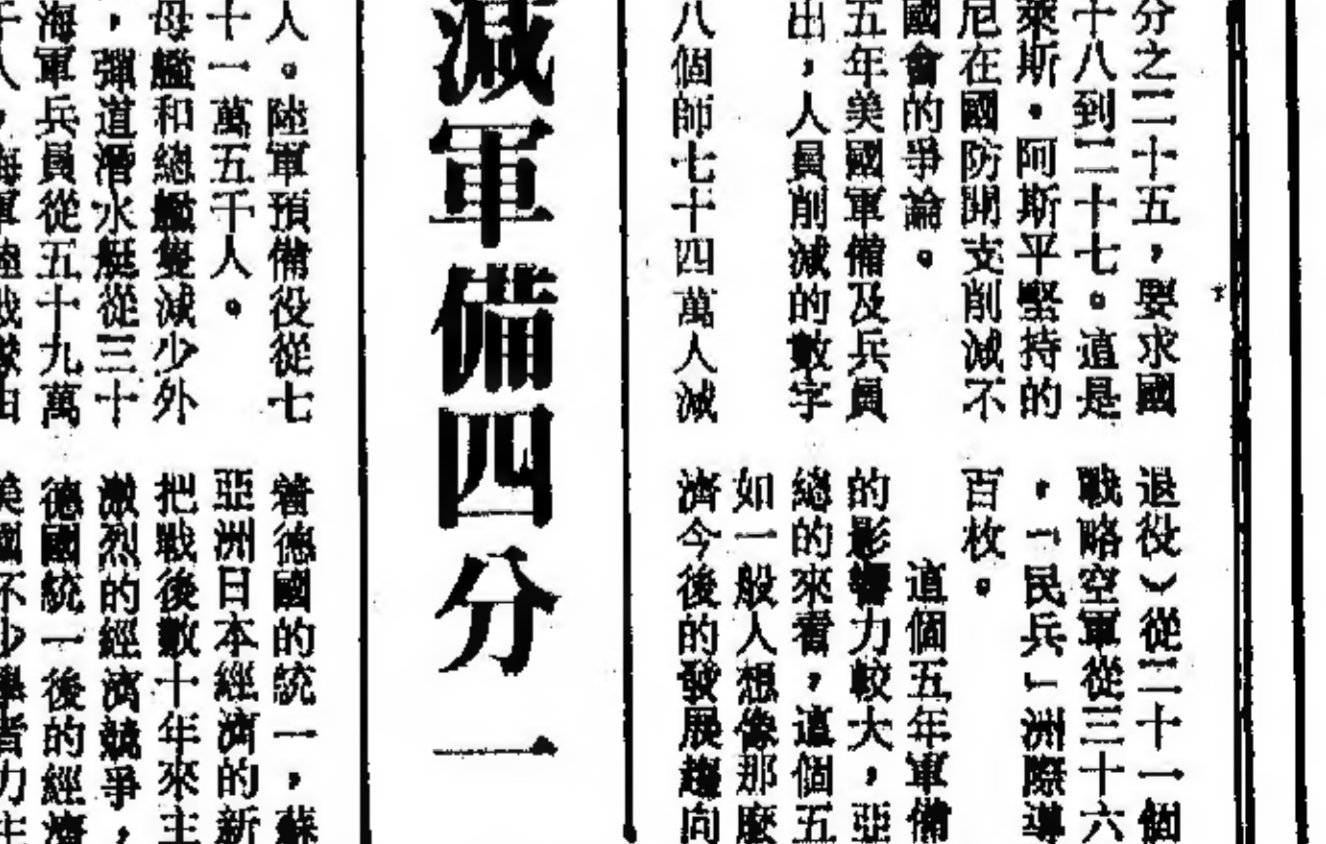 分之二十五，要求國
十八到二十七。這是
萊斯・阿斯平堅持的
尼在國防開支削減不
國會的爭論。
五年美國軍備及兵員
出，人員削減的數字
八個師七十四萬人減
退役）從二十一個
戰略空軍從三十六
，「民兵」洲際導
百枚。
這個五年軍備
的影響力較大，亞
總的來看，這個五
如一般人想像那麼
濟今後的發展趨向
減軍備四分一
人。陸軍預備役從七
十一萬五千人。
母艦和總艦隻減少外
，彈道潛水艇從三十
海軍兵員從五十九萬
千人，海軍陸戰隊由
着德國的統一，蘇
亞洲日本經濟的新
把戰後數十年來主
激烈的經濟競爭，
德國統一後的經濟
美國不少學者力主